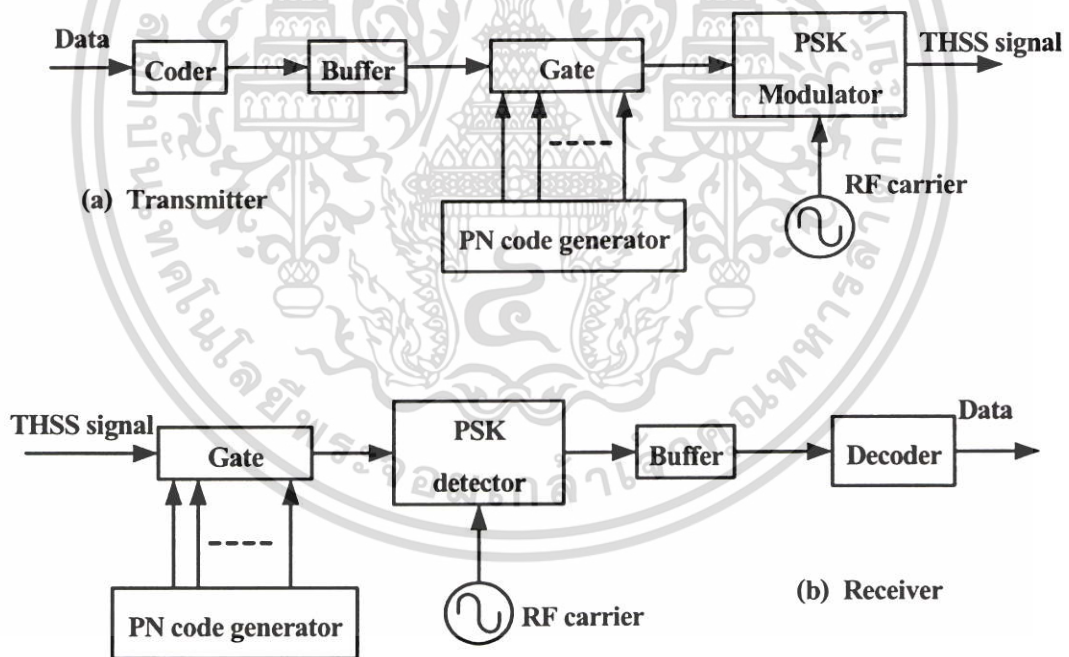 Data
Coder
Buffer
Gate
PSK
Modulator
THSS signal
(a) Transmitter
PN code generator
RF carrier
THSS signal
Gate
PSK
detector
Buffer
Decoder
Data
PN code generator
RF carrier
(b) Receiver